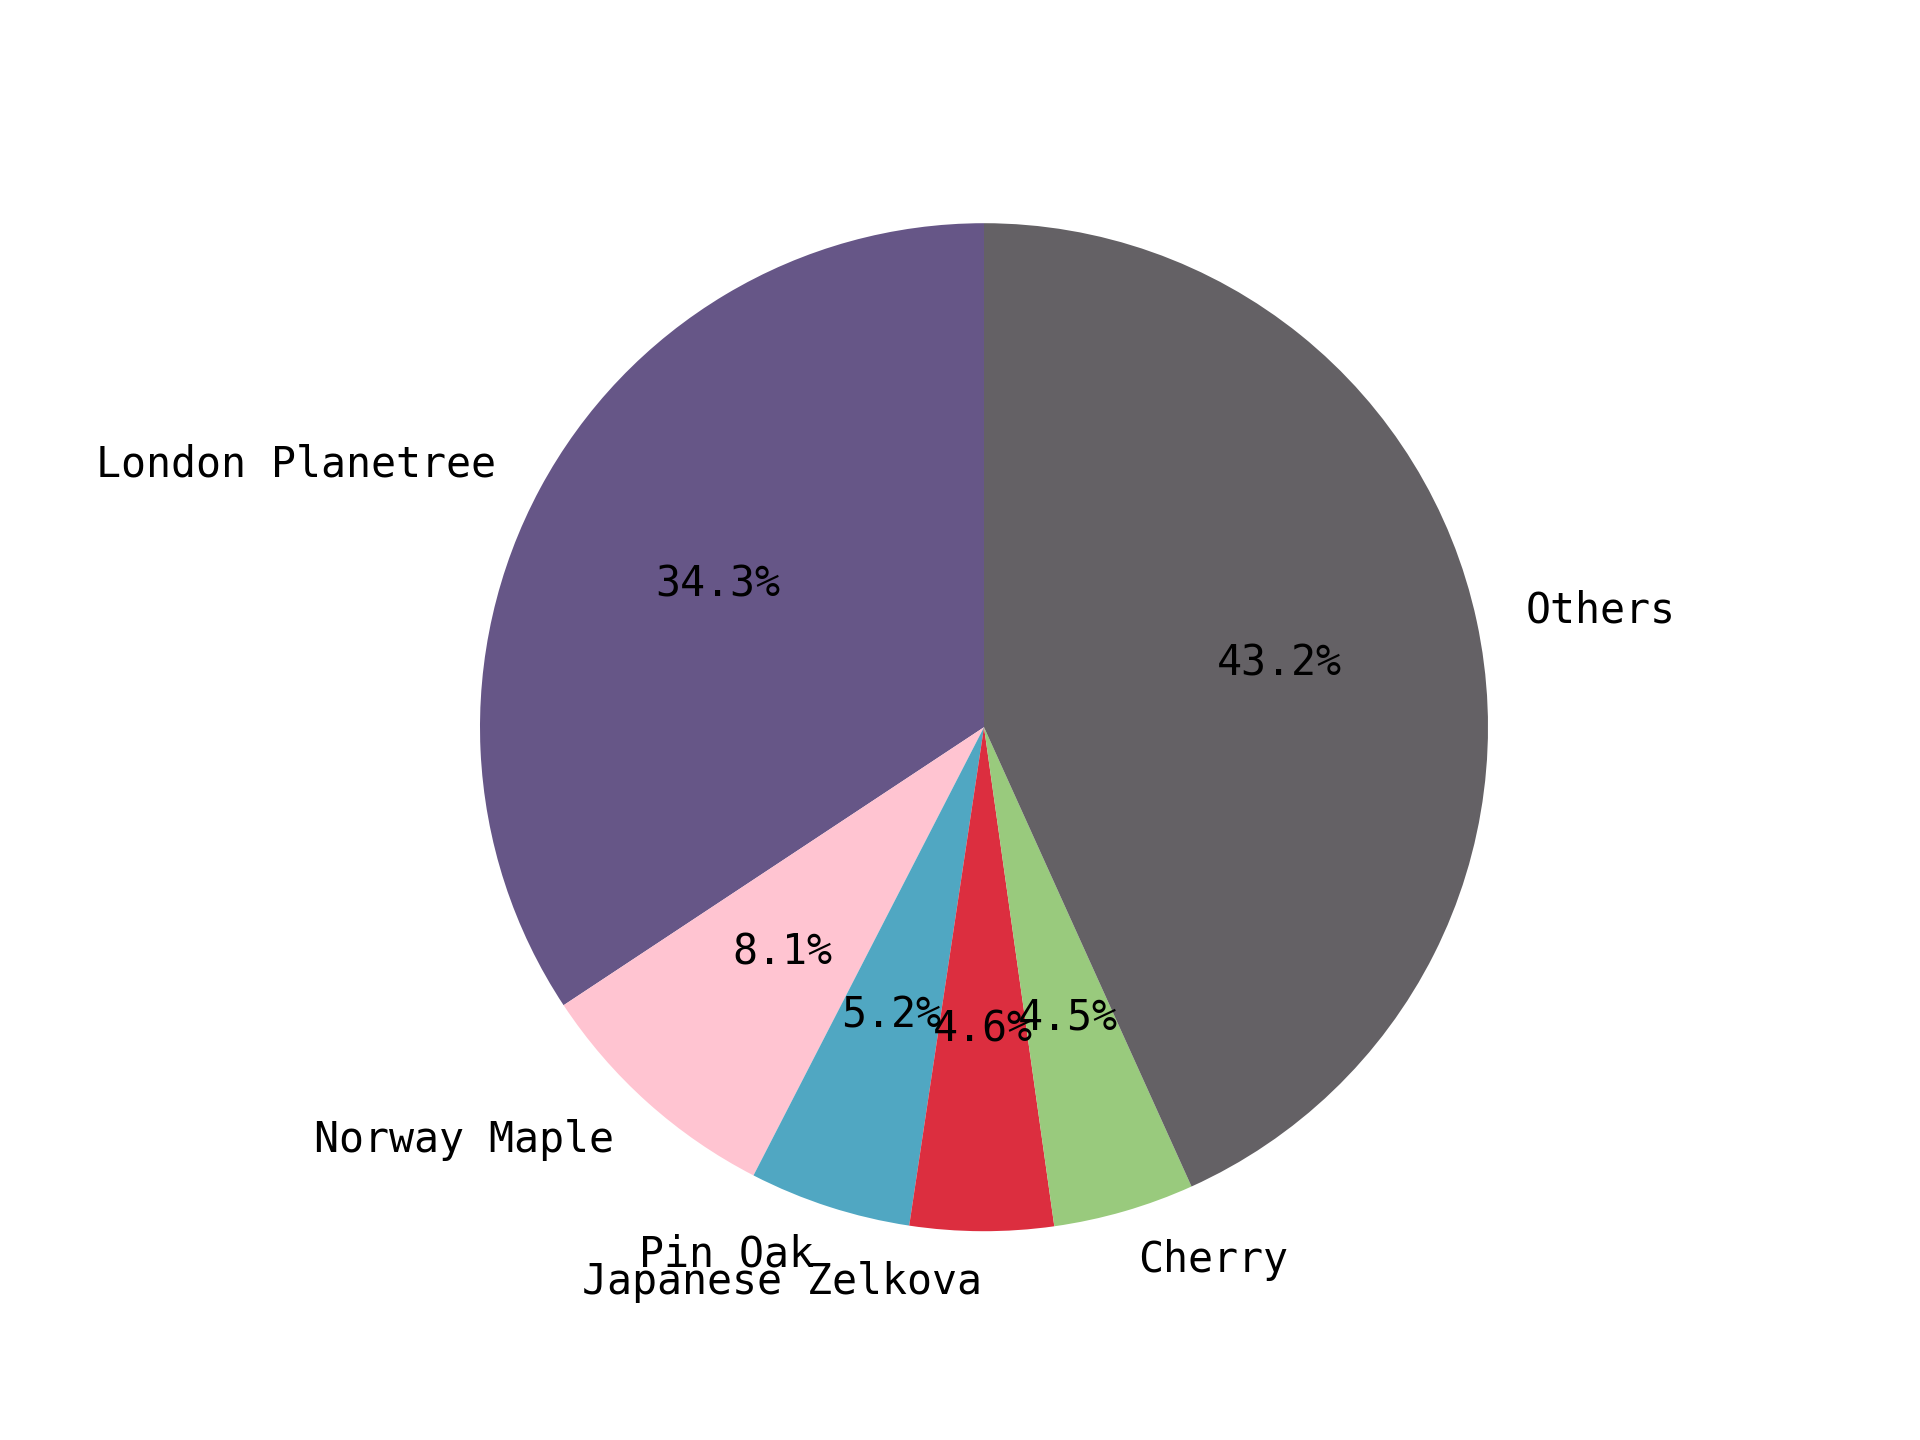 London Planetree
34.3%
Others
43.2%
8.1%
Norway Maple
5.2%
4.6%
4.5%
Pin Oak
Japanese Zelkova
Cherry